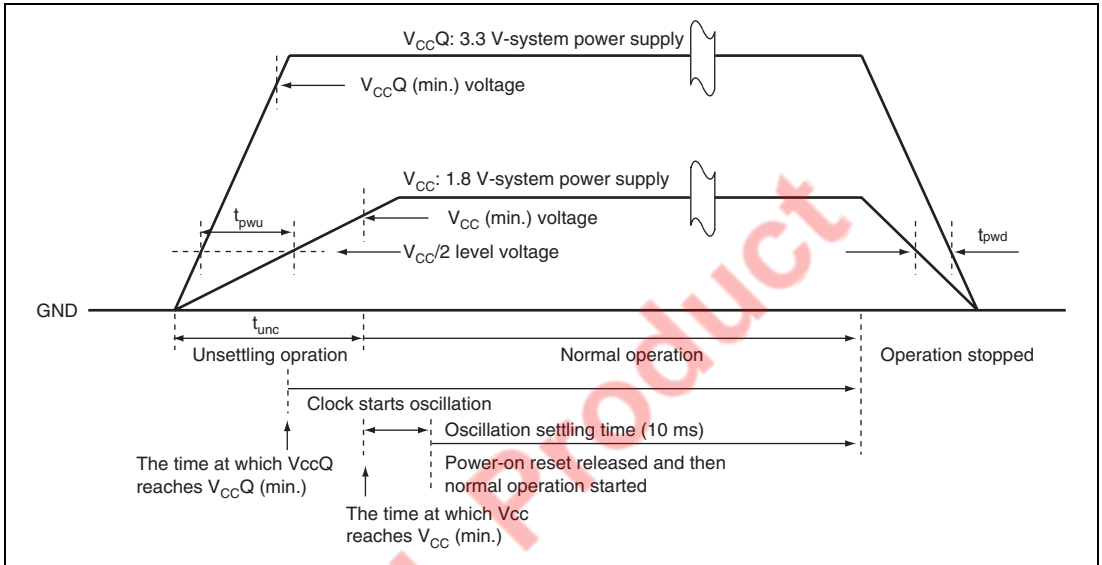 VCCQ: 3.3 V-system power supply
VCCQ (min.) voltage
VCC: 1.8 V-system power supply
tpwu
VCC (min.) voltage
VCC/2 level voltage
tpwd
GND
tunc
Unsettling opration
Normal operation
Operation stopped
Clock starts oscillation
Oscillation settling time (10 ms)
The time at which VccQ
reaches VCCQ (min.)
Power-on reset released and then
normal operation started
The time at which Vcc
reaches VCC (min.)
Product